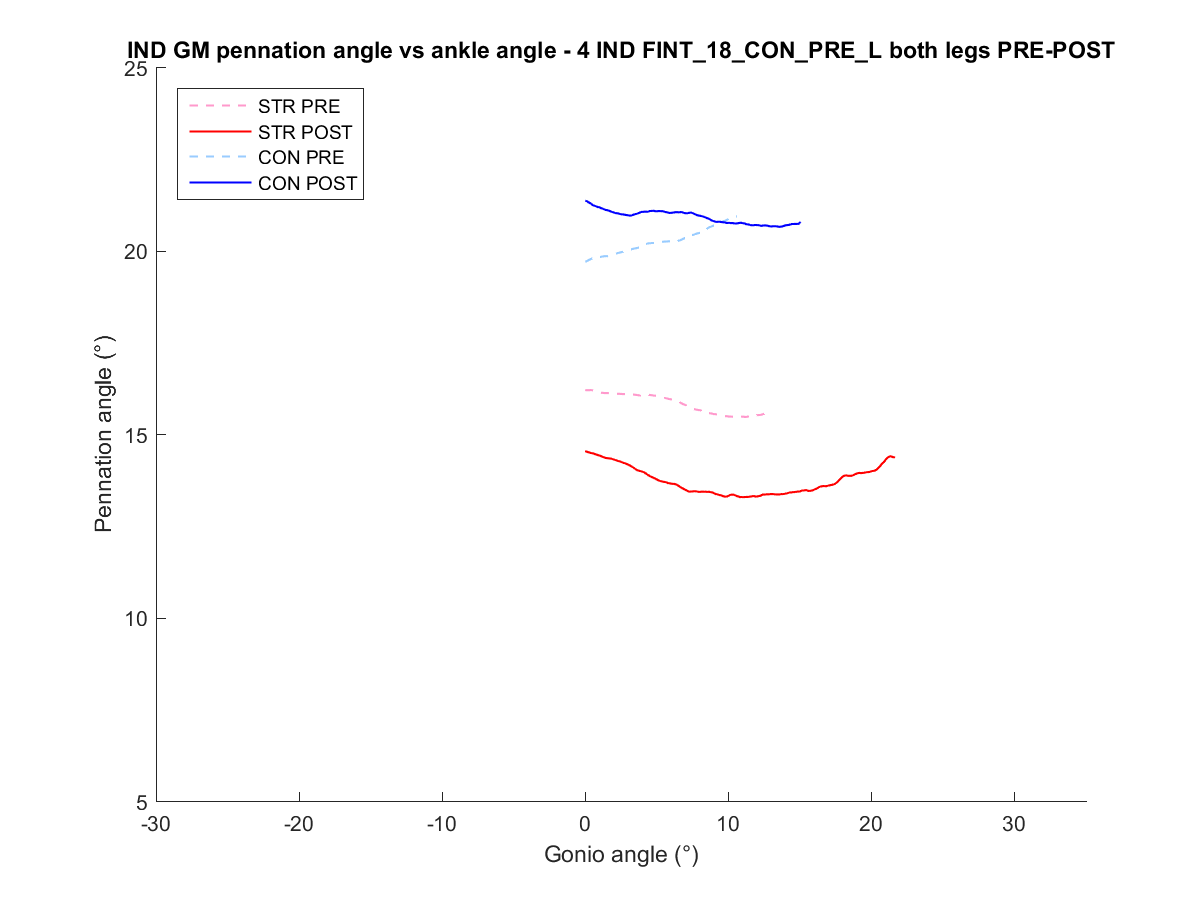 IND GM pennation angle vs ankle angle - 4 IND FINT_18_CON_PRE_L both legs PRE-POST
25
STR PRE
STR POST
CON PRE
CON POST
20
15
10
5
Pennation angle (°)
-30
-20
-10
0
10
20
30
Gonio angle (°)